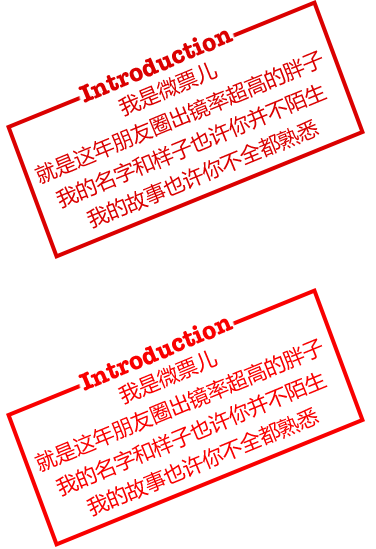 Introduction
我是微票儿
就是这年朋友圈出镜率超高的胖子
我的名字和样子也许你并不陌生
我的故事也许你不全都熟悉
Introduction
我是微票儿
就是这年朋友圈出镜率超高的胖子
我的名字和样子也许你并不陌生
我的故事也许你不全都熟悉